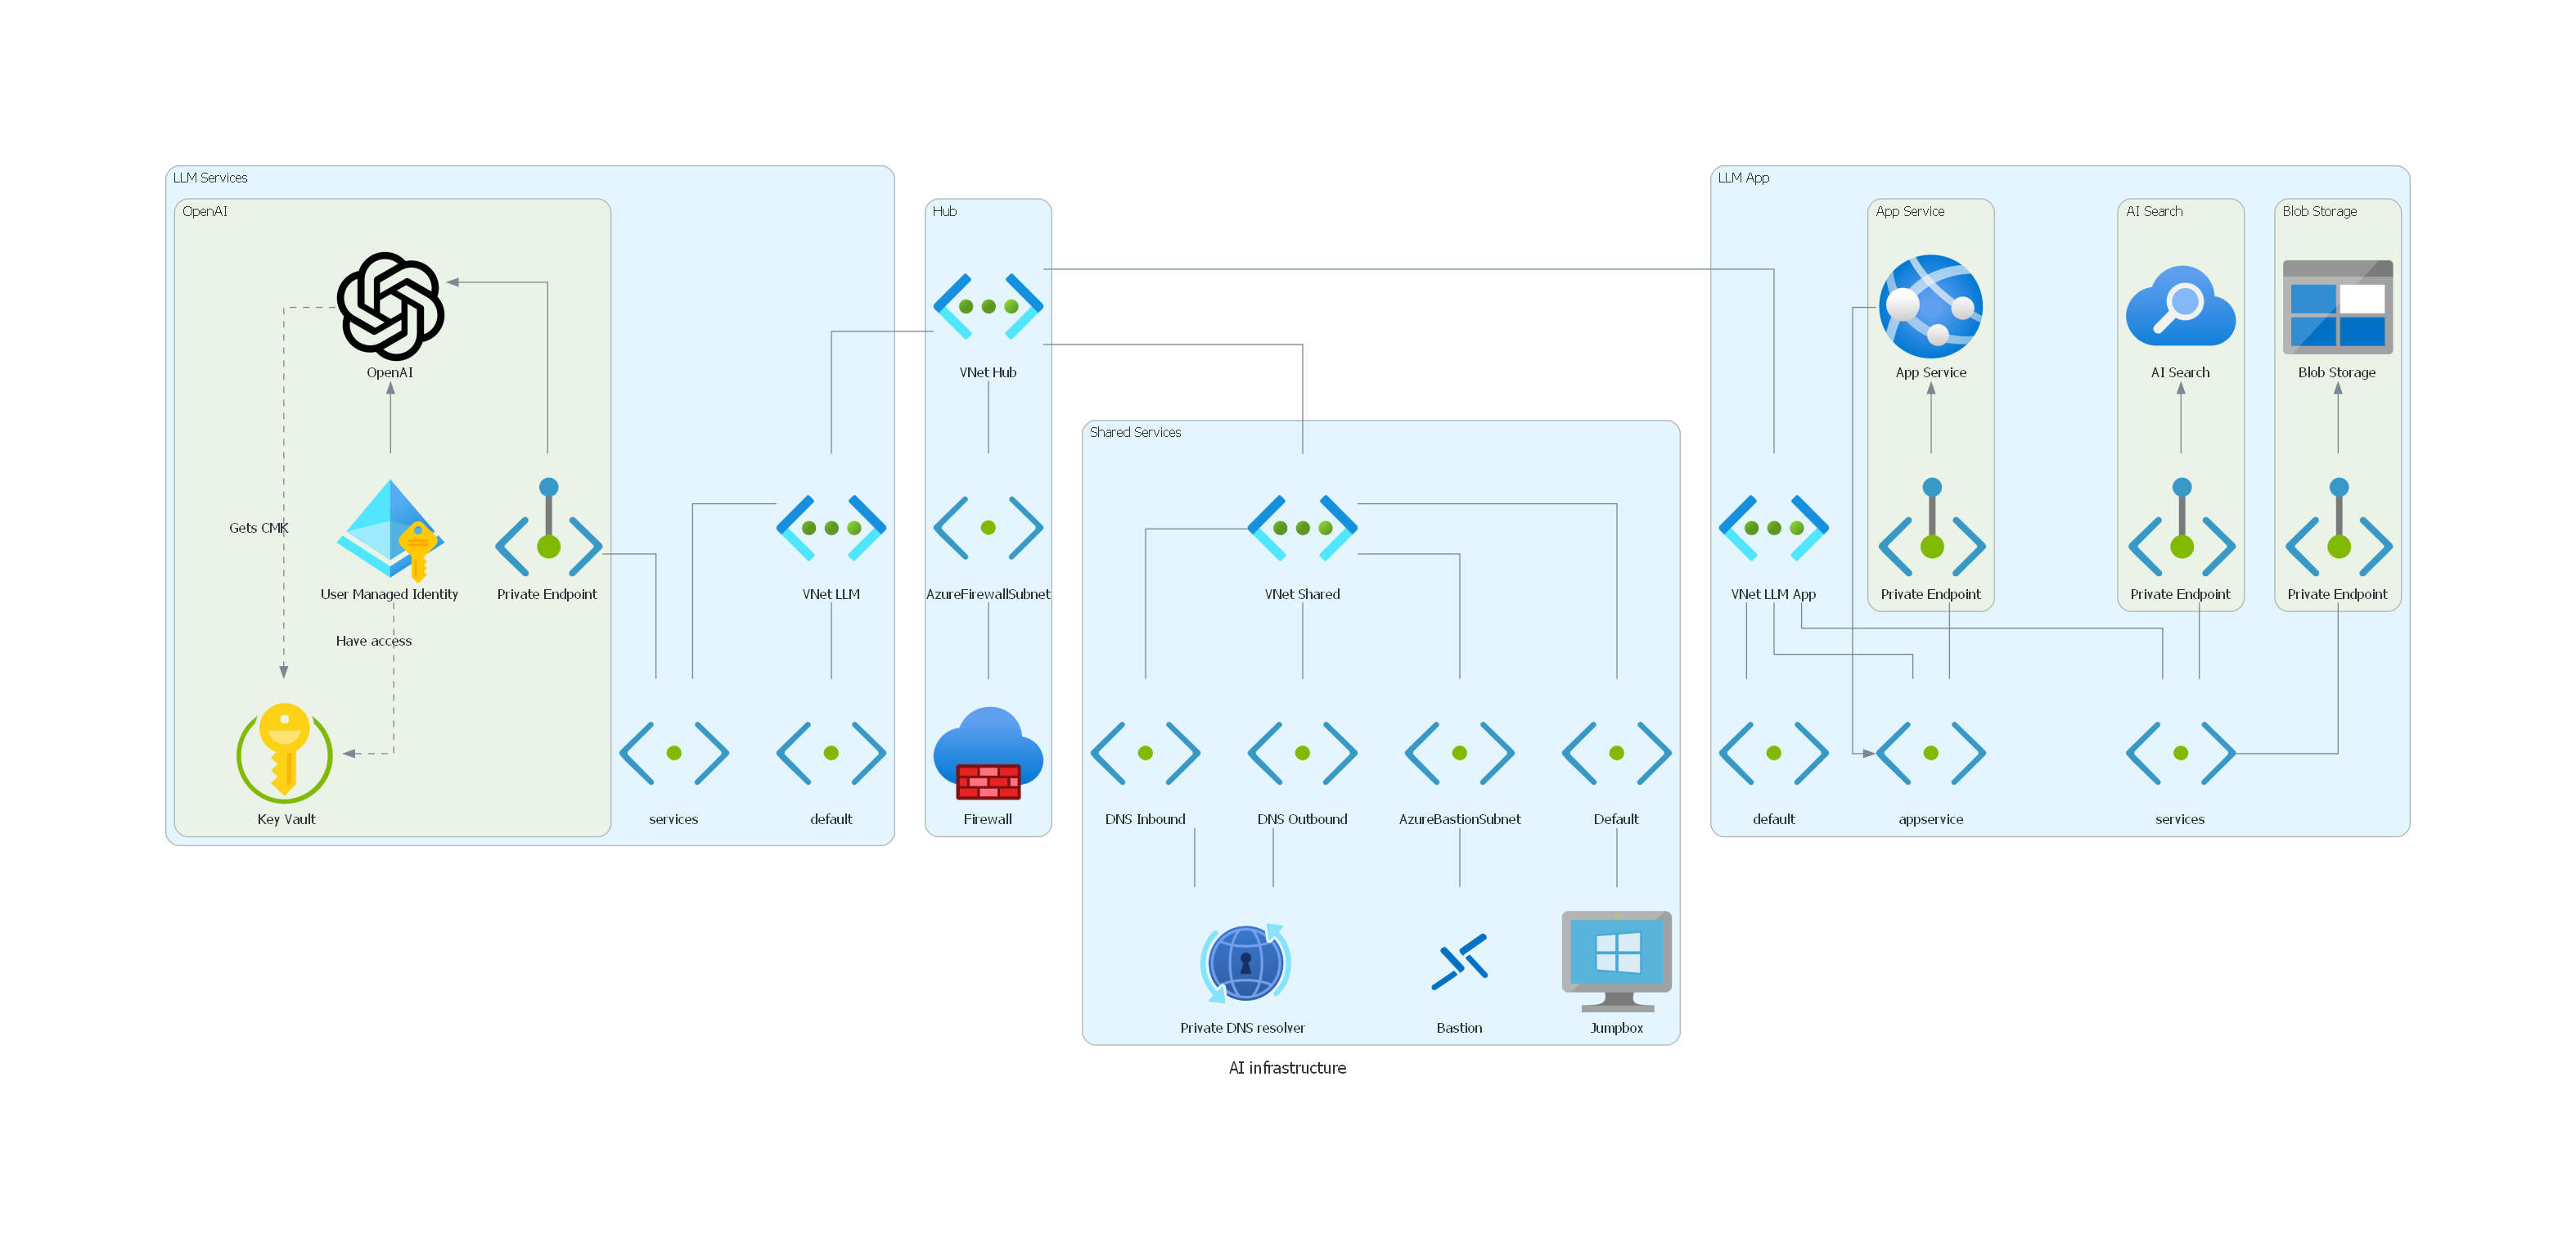 LLM Services
OpenAI
OpenAI
Gets CMK
User Managed Identity
Private Endpoint
Have access
Key Vault
services
VNet LLM
default
Hub
VNet Hub
AzureFirewallSubnet
Firewall
Shared Services
VNet Shared
DNS Inbound
DNS Outbound
AzureBastionSubnet
Default
Private DNS resolver
Bastion
Jumpbox
LLM App
VNet LLM App
App Service
App Service
Private Endpoint
AI Search
AI Search
Private Endpoint
Blob Storage
Blob Storage
Private Endpoint
default
appservice
services
AI infrastructure